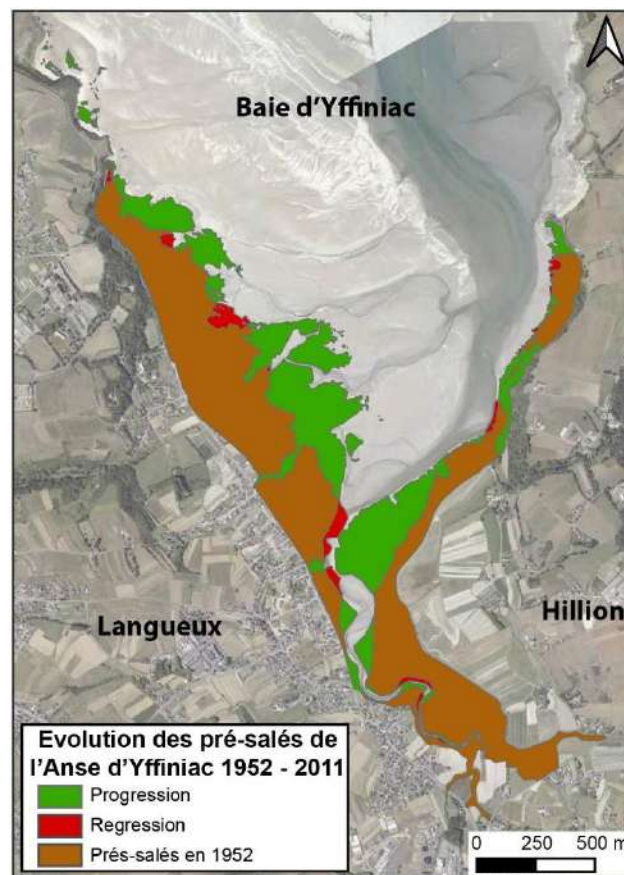 Baie d'Yffiniac
Langueux
Hillion
Evolution des pré-salés de
l'Anse d'Yffiniac 1952 - 2011
Progression
Regression
Prés-salés en 1952
0 250 500 m